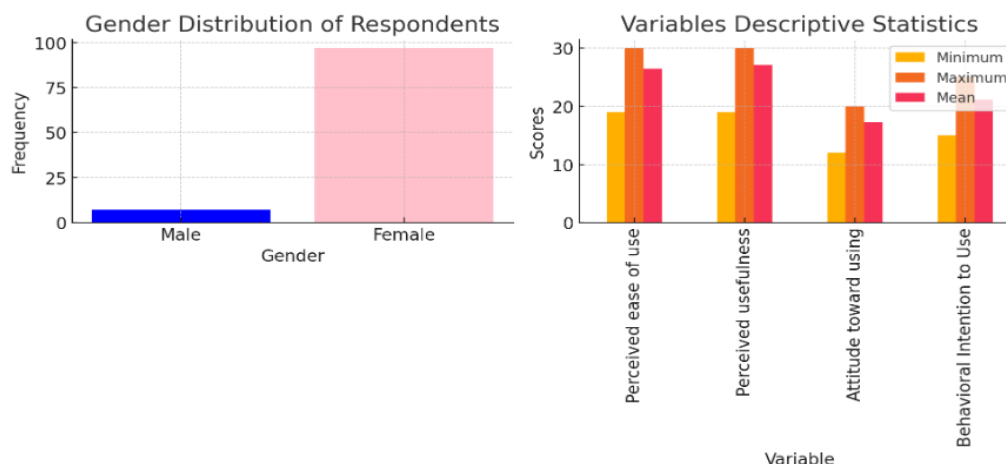 Gender Distribution of Respondents
100
75
50
25
0
Frequency
Male
Female
Gender
Variables Descriptive Statistics
30
20
10
0
Scores
Minimum
Maximum
Mean
Perceived ease of use
Perceived usefulness
Attitude toward using
Behavioral Intention to Use
Variable